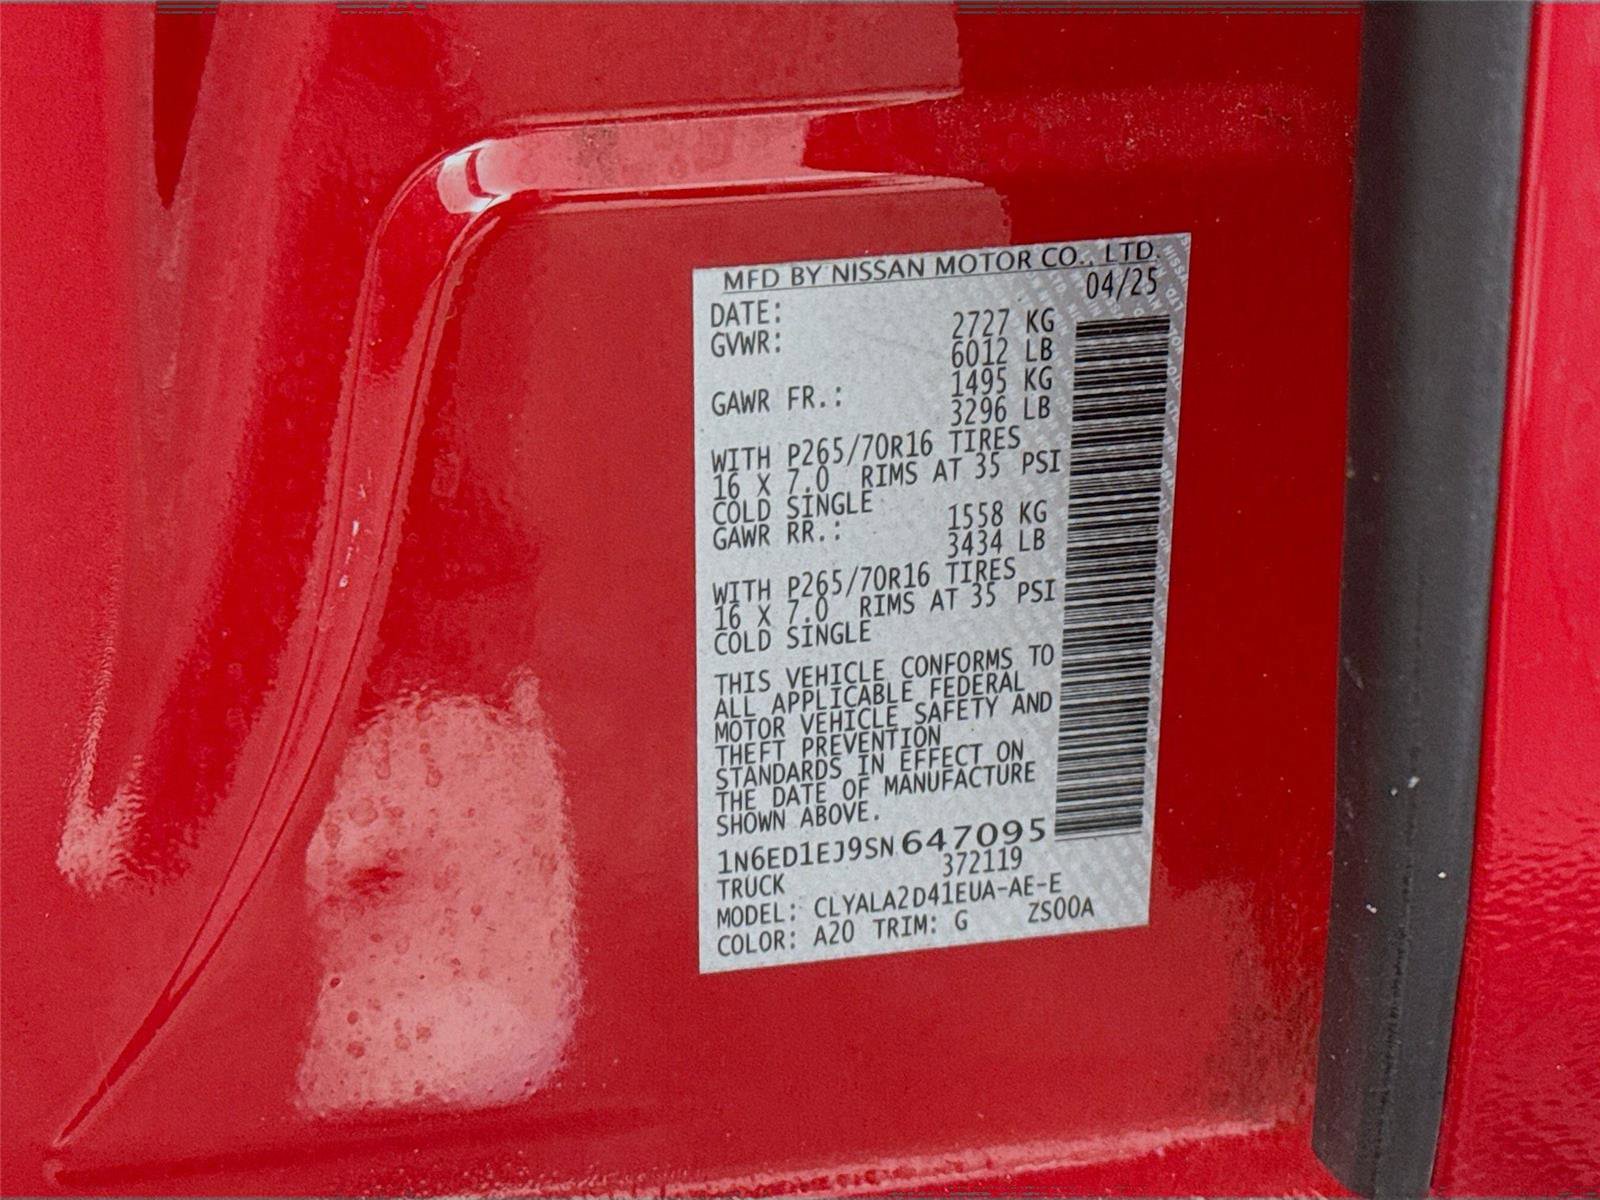 MFD BY NISSAN MOTOR CO., LTD.
DATE: 04/25
GVWR: 2727 KG
6012 LB
GAWR FR.: 1495 KG
3296 LB
WITH P265/70R16 TIRES
16 X 7.0 RIMS AT 35 PSI
COLD SINGLE
GAWR RR.: 1558 KG
3434 LB
WITH P265/70R16 TIRES
16 X 7.0 RIMS AT 35 PSI
COLD SINGLE
THIS VEHICLE CONFORMS TO
ALL APPLICABLE FEDERAL
MOTOR VEHICLE SAFETY AND
THEFT PREVENTION
STANDARDS IN EFFECT ON
THE DATE OF MANUFACTURE
SHOWN ABOVE.
1N6ED1EJ9SN647095
TRUCK 372119
MODEL: CLYALA2D41EUA-AE-E
COLOR: A20 TRIM: G ZS00A